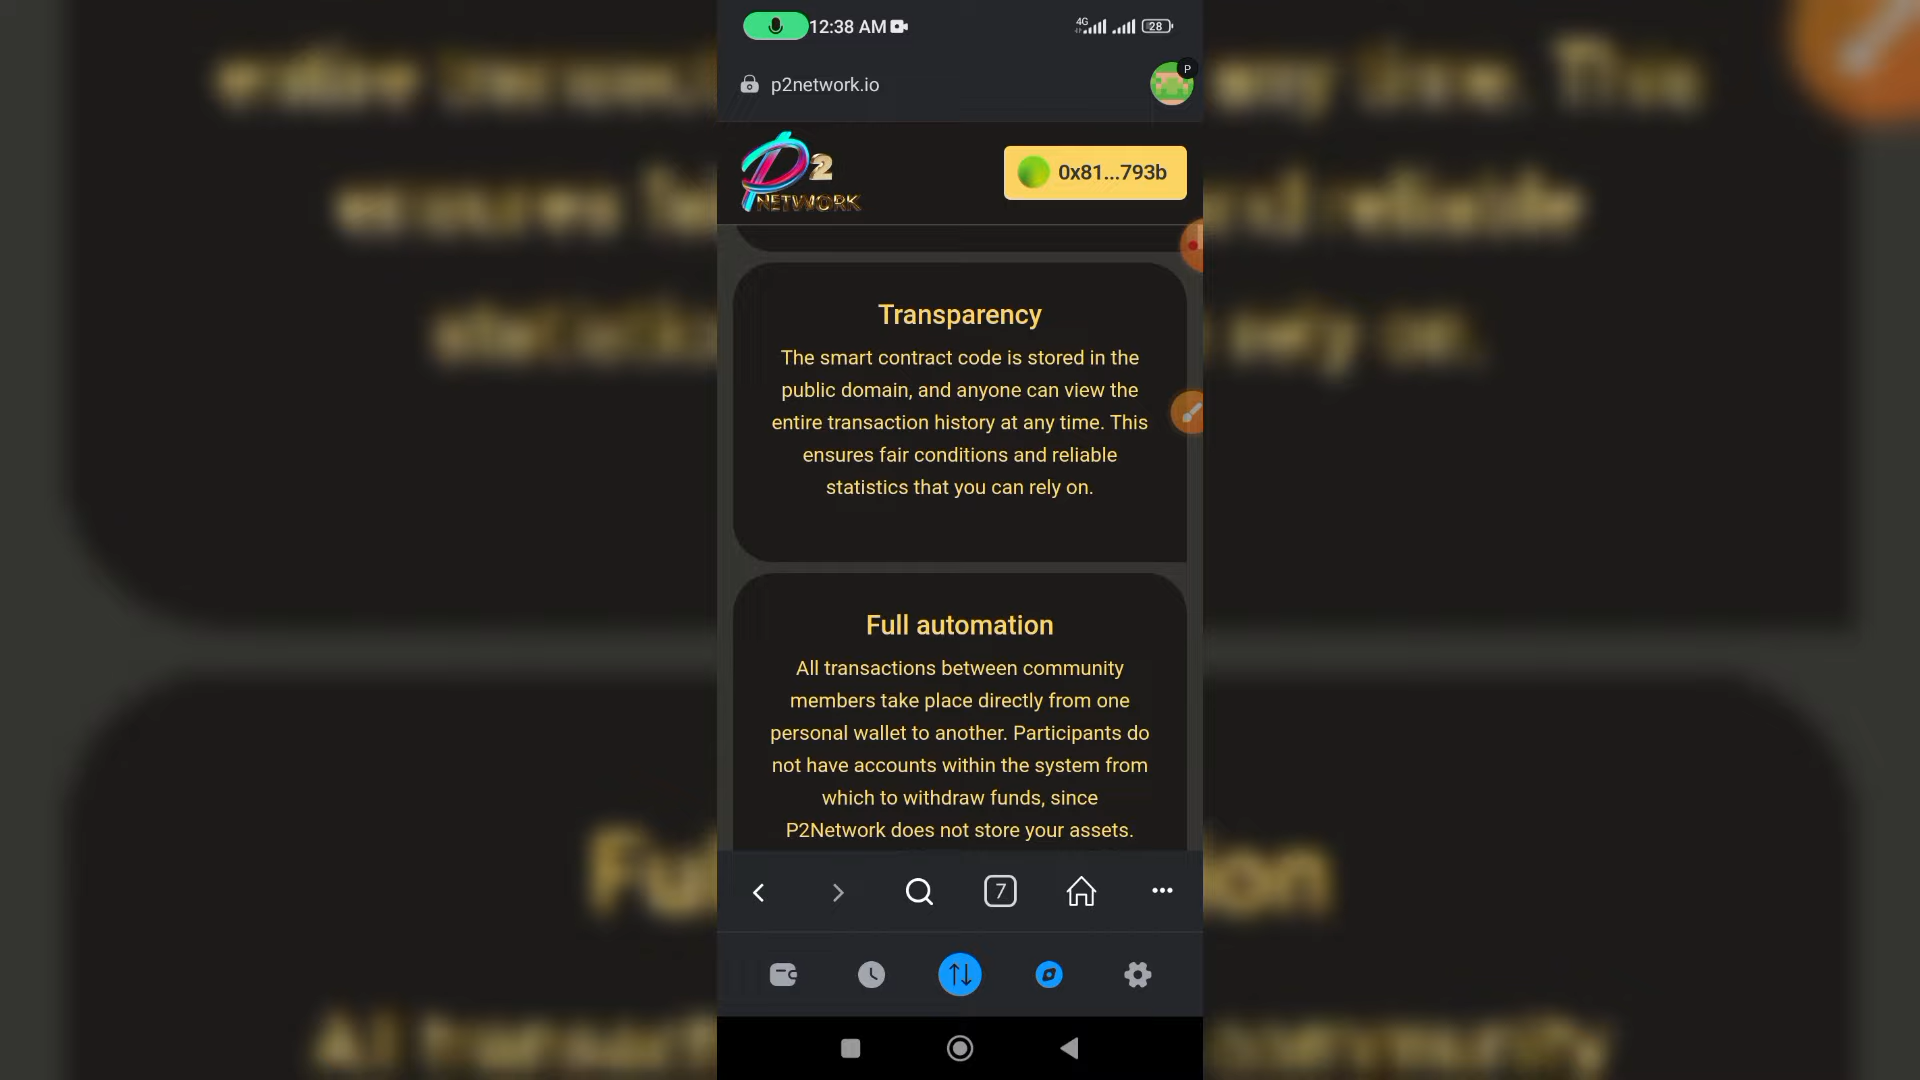 12:38 AM
4G
28
p2network.io
P
P2
NETWORK
0x81...793b
Transparency
The smart contract code is stored in the
public domain, and anyone can view the
entire transaction history at any time. This
ensures fair conditions and reliable
statistics that you can rely on.
Full automation
All transactions between community
members take place directly from one
personal wallet to another. Participants do
not have accounts within the system from
which to withdraw funds, since
P2Network does not store your assets.
7